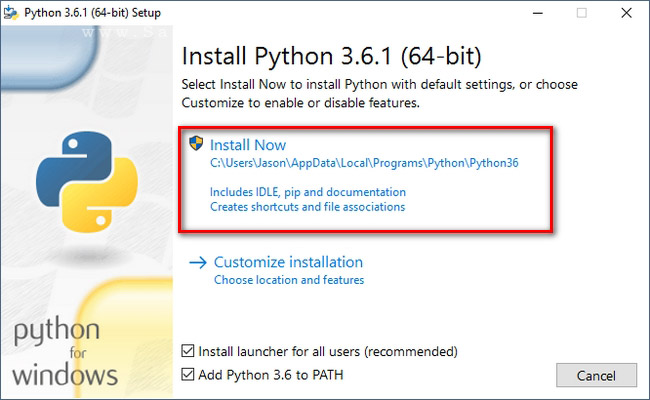 Python 3.6.1 (64-bit) Setup
Install Python 3.6.1 (64-bit)
Select Install Now to install Python with default settings, or choose
Customize to enable or disable features.
Install Now
C:\Users\Jason\AppData\Local\Programs\Python\Python36
Includes IDLE, pip and documentation
Creates shortcuts and file associations
Customize installation
Choose location and features
python
for
windows
Install launcher for all users (recommended)
Add Python 3.6 to PATH
Cancel